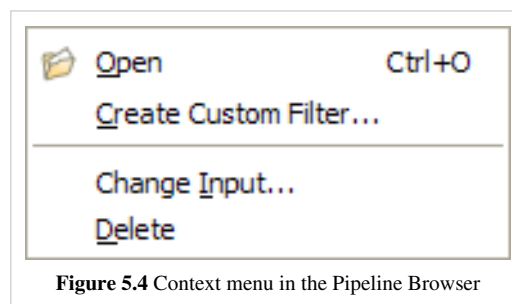 Open Ctrl+O
Create Custom Filter...
Change Input...
Delete
Figure 5.4 Context menu in the Pipeline Browser